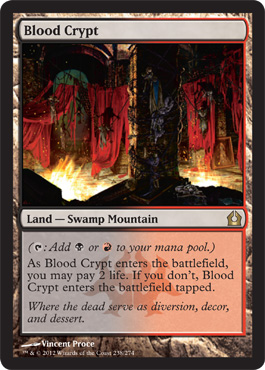 Blood Crypt
Land — Swamp Mountain
(: Add or to your mana pool.)
As Blood Crypt enters the battlefield,
you may pay 2 life. If you don't, Blood
Crypt enters the battlefield tapped.
Where the dead serve as diversion, decor,
and dessert.
Vincent Proce
™ & © 2012 Wizards of the Coast 238/274